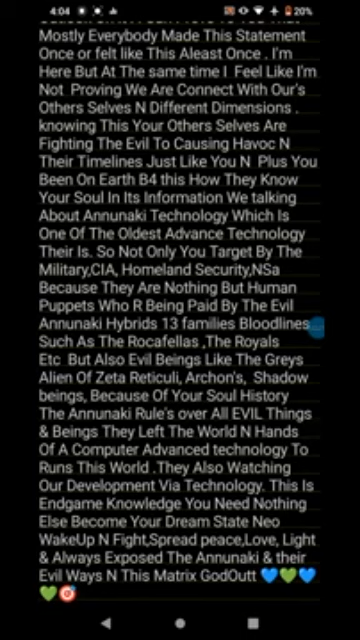 4:04 20%
Mostly Everybody Made This Statement
Once or felt like This Aleast Once . I'm
Here But At The same time I Feel Like I'm
Not Proving We Are Connect With Our's
Others Selves N Different Dimensions .
knowing This Your Others Selves Are
Fighting The Evil To Causing Havoc N
Their Timelines Just Like You N Plus You
Been On Earth B4 this How They Know
Your Soul In Its Information We talking
About Annunaki Technology Which Is
One Of The Oldest Advance Technology
Their Is. So Not Only You Target By The
Military,CIA, Homeland Security,NSa
Because They Are Nothing But Human
Puppets Who R Being Paid By The Evil
Annunaki Hybrids 13 families Bloodlines
Such As The Rocafellas ,The Royals
Etc But Also Evil Beings Like The Greys
Alien Of Zeta Reticuli, Archon's, Shadow
beings, Because Of Your Soul History
The Annunaki Rule's over All EVIL Things
& Beings They Left The World N Hands
Of A Computer Advanced technology To
Runs This World .They Also Watching
Our Development Via Technology. This Is
Endgame Knowledge You Need Nothing
Else Become Your Dream State Neo
WakeUp N Fight,Spread peace,Love, Light
& Always Exposed The Annunaki & their
Evil Ways N This Matrix GodOutt 💙💚💙
💚🎯